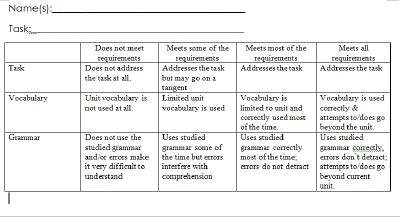 Name(s):
Task:
Does not meet
requirements
Meets some of the
requirements
Meets most of the
requirements
Meets all
requirements
Task
Does not address
the task at all.
Addresses the task
but may go on a
tangent
Addresses the task
Addresses the task
Vocabulary
Unit vocabulary is
not used at all.
Limited unit
vocabulary is used
Vocabulary is
limited to unit and
correctly used most
of the time.
Vocabulary is used
correctly &
attempts to/does go
beyond the unit.
Grammar
Does not use the
studied grammar
and/or errors make
it very difficult to
understand
Uses studied
grammar some of
the time but errors
interfere with
comprehension
Uses studied
grammar correctly
most of the time;
errors do not detract
Uses studied
grammar correctly,
errors don't detract;
attempts to/does go
beyond current
unit.